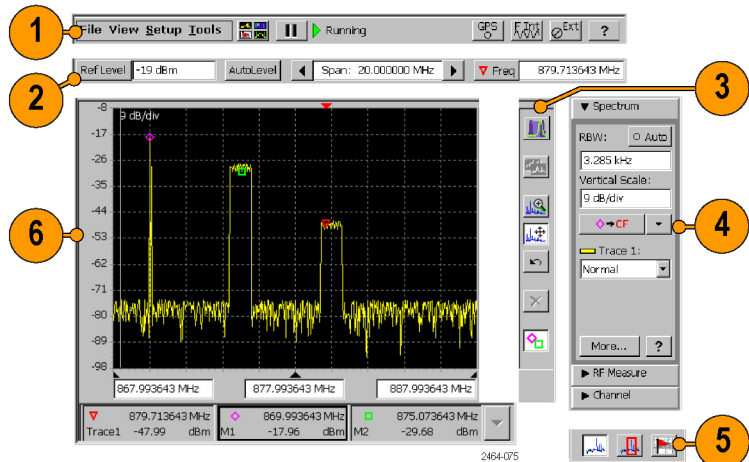 1
File View Setup Tools
Running
GPS
F Int
Ext
?
2
Ref Level
-19 dBm
AutoLevel
Span: 20.000000 MHz
Freq
879.713643 MHz
3
-8
9 dB/div
-17
-26
-35
-44
-53
-62
-71
-80
-89
-98
6
867.993643 MHz
877.993643 MHz
887.993643 MHz
879.713643 MHz
Trace1 -47.99 dBm
869.993643 MHz
M1 -17.96 dBm
875.073643 MHz
M2 -29.68 dBm
Spectrum
RBW:
Auto
3.285 kHz
Vertical Scale:
9 dB/div
→CF
4
Trace 1:
Normal
More...
?
RF Measure
Channel
5
2464-075